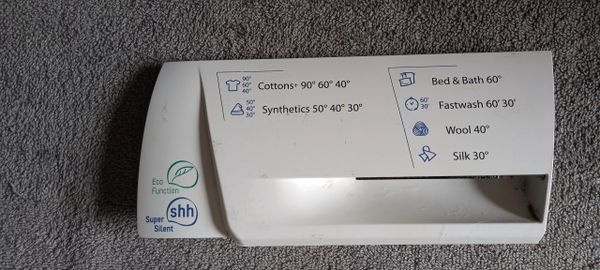 90°
60°
40°
Cottons+ 90° 60° 40°
50°
40°
30°
Synthetics 50° 40° 30°
Bed & Bath 60°
60'
30'
Fastwash 60' 30'
Wool 40°
Silk 30°
Eco
Function
Super
Silent
shh